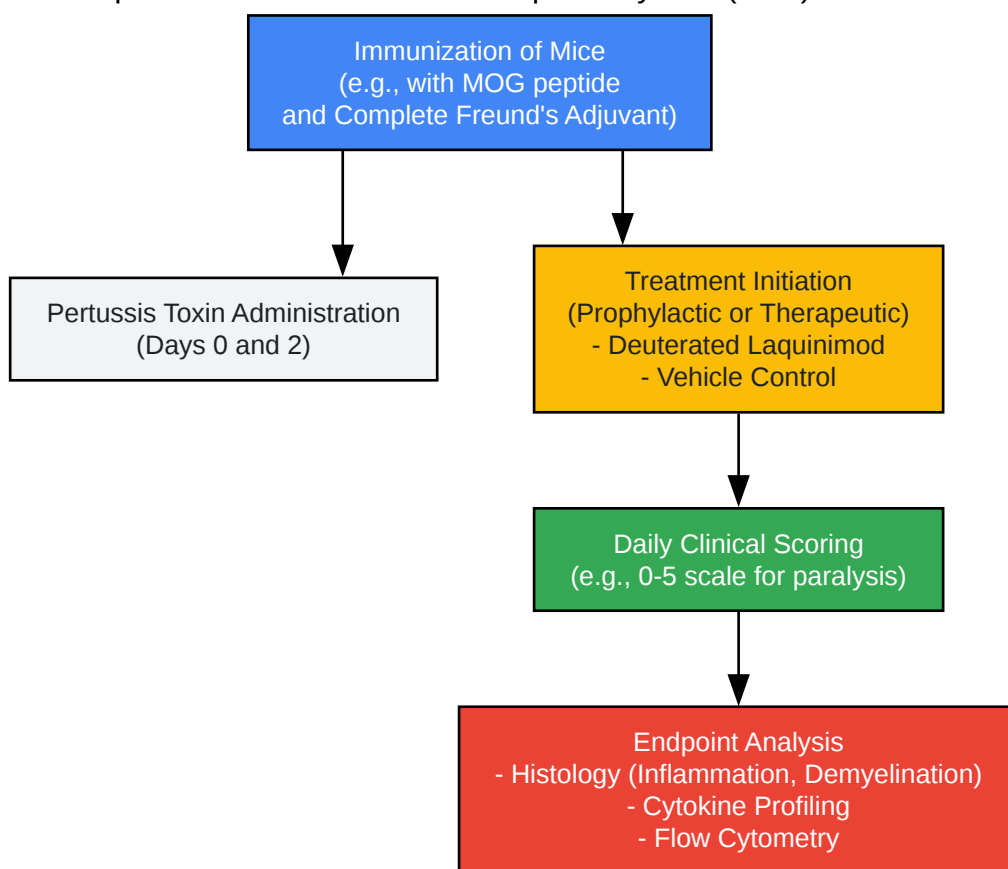 Immunization of Mice
(e.g., with MOG peptide
and Complete Freund's Adjuvant)
Pertussis Toxin Administration
(Days 0 and 2)
Treatment Initiation
(Prophylactic or Therapeutic)
- Deuterated Laquinimod
- Vehicle Control
Daily Clinical Scoring
(e.g., 0-5 scale for paralysis)
Endpoint Analysis
- Histology (Inflammation, Demyelination)
- Cytokine Profiling
- Flow Cytometry